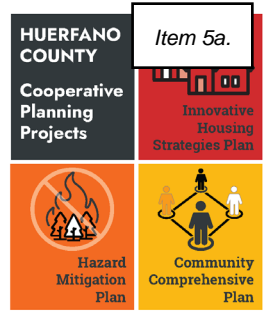 HUERFANO
COUNTY
Cooperative
Planning
Projects
Item 5a.
Innovative
Housing
Strategies Plan
Hazard
Mitigation
Plan
Community
Comprehensive
Plan